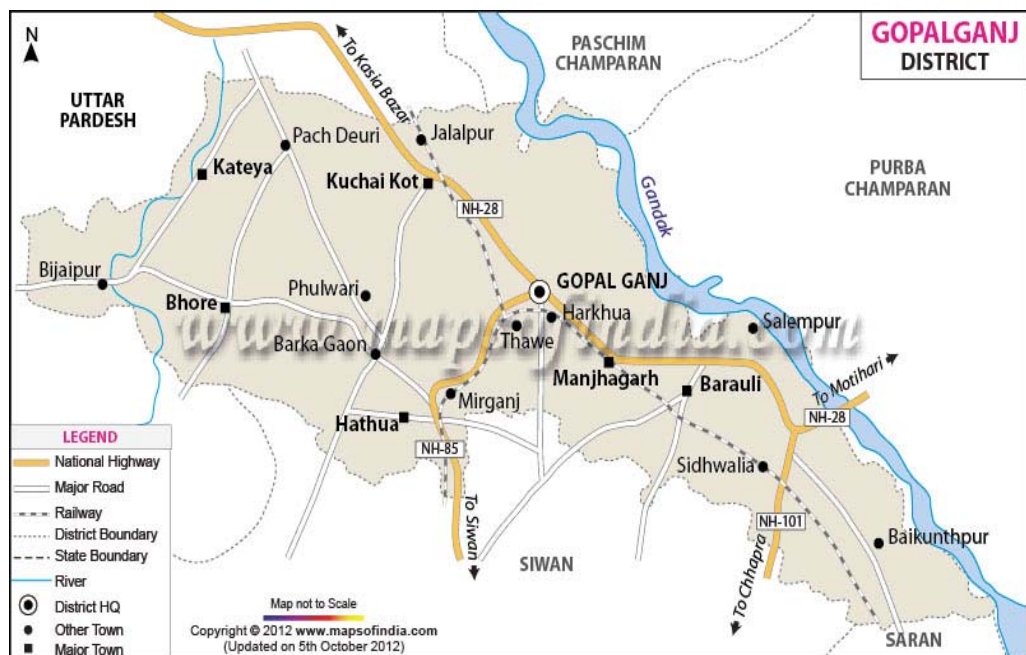 GOPALGANJ
DISTRICT
N
PASCHIM
CHAMPARAN
To Kasia Bazar
UTTAR
PARDESH
Pach Deuri
Jalalpur
Kateya
Kuchai Kot
PURBA
CHAMPARAN
NH-28
Gandak
Bijaipur
GOPAL GANJ
Phulwari
Bhore
Harkhua
Salempur
www.mapsofindia.com
Thawe
Barka Gaon
Manjhagarh
Barauli
To Motihari
Mirganj
NH-28
Hathua
LEGEND
National Highway
Major Road
Railway
District Boundary
State Boundary
River
District HQ
Other Town
Major Town
NH-85
Sidhwalia
To Siwan
NH-101
Baikunthpur
SIWAN
To Chhapra
Map not to Scale
Copyright © 2012 www.mapsofindia.com
(Updated on 5th October 2012)
SARAN